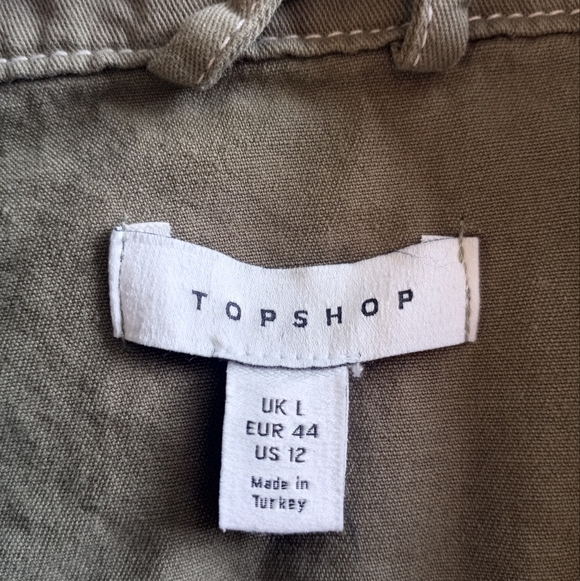 TOPSHOP
UK L
EUR 44
US 12
Made in
Turkey